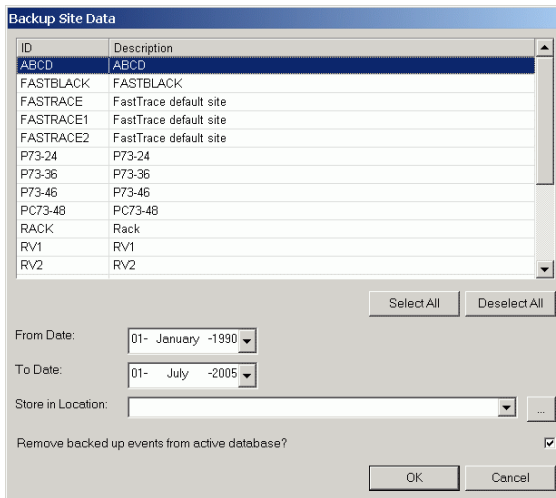 Backup Site Data
ID Description
ABCD ABCD
FASTBLACK FASTBLACK
FASTRACE FastTrace default site
FASTRACE1 FastTrace default site
FASTRACE2 FastTrace default site
P73-24 P73-24
P73-36 P73-36
P73-46 P73-46
PC73-48 P73-48
RACK Rack
RV1 RV1
RV2 RV2
Select All Deselect All
From Date: 01- January -1990
To Date: 01- July -2005
Store in Location: ...
Remove backed up events from active database?
OK Cancel